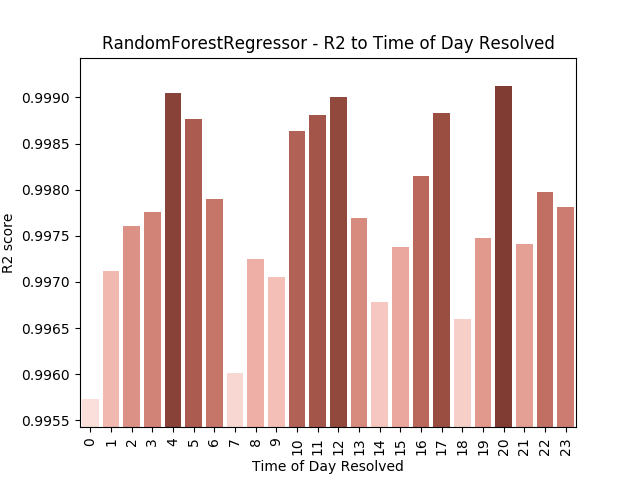 RandomForestRegressor - R2 to Time of Day Resolved
0.9990
0.9985
0.9980
0.9975
0.9970
0.9965
0.9960
0.9955
R2 score
0 1 2 3 4 5 6 7 8 9 10 11 12 13 14 15 16 17 18 19 20 21 22 23
Time of Day Resolved